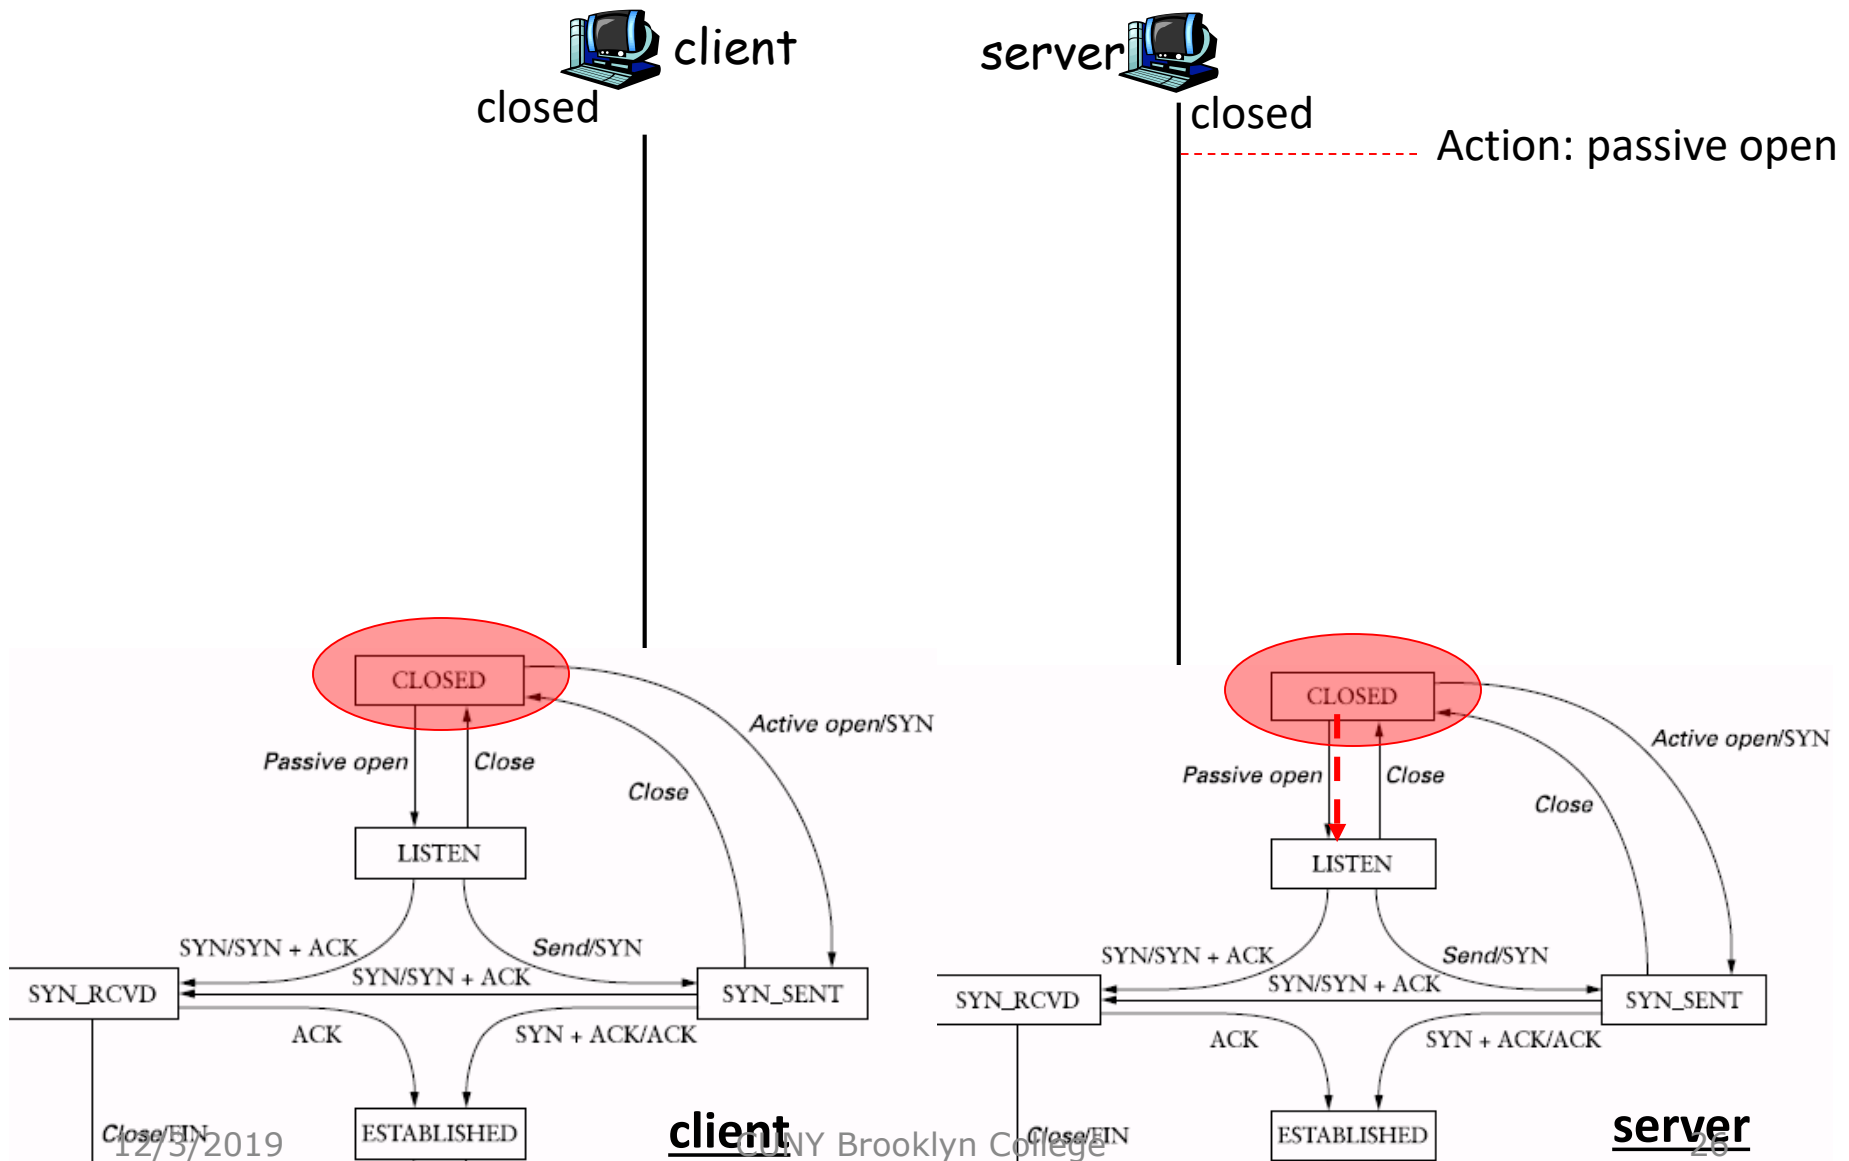 client
server
closed
closed
Action: passive open
CLOSED
Active open/SYN
Passive open
Close
Close
LISTEN
SYN/SYN + ACK
Send/SYN
SYN/SYN + ACK
SYN_RCVD
SYN_SENT
ACK
SYN + ACK/ACK
Close/FIN
ESTABLISHED
client
CLOSED
Active open/SYN
Passive open
Close
Close
LISTEN
SYN/SYN + ACK
Send/SYN
SYN/SYN + ACK
SYN_RCVD
SYN_SENT
ACK
SYN + ACK/ACK
Close/FIN
ESTABLISHED
server
12/3/2019
CUNY Brooklyn College
26